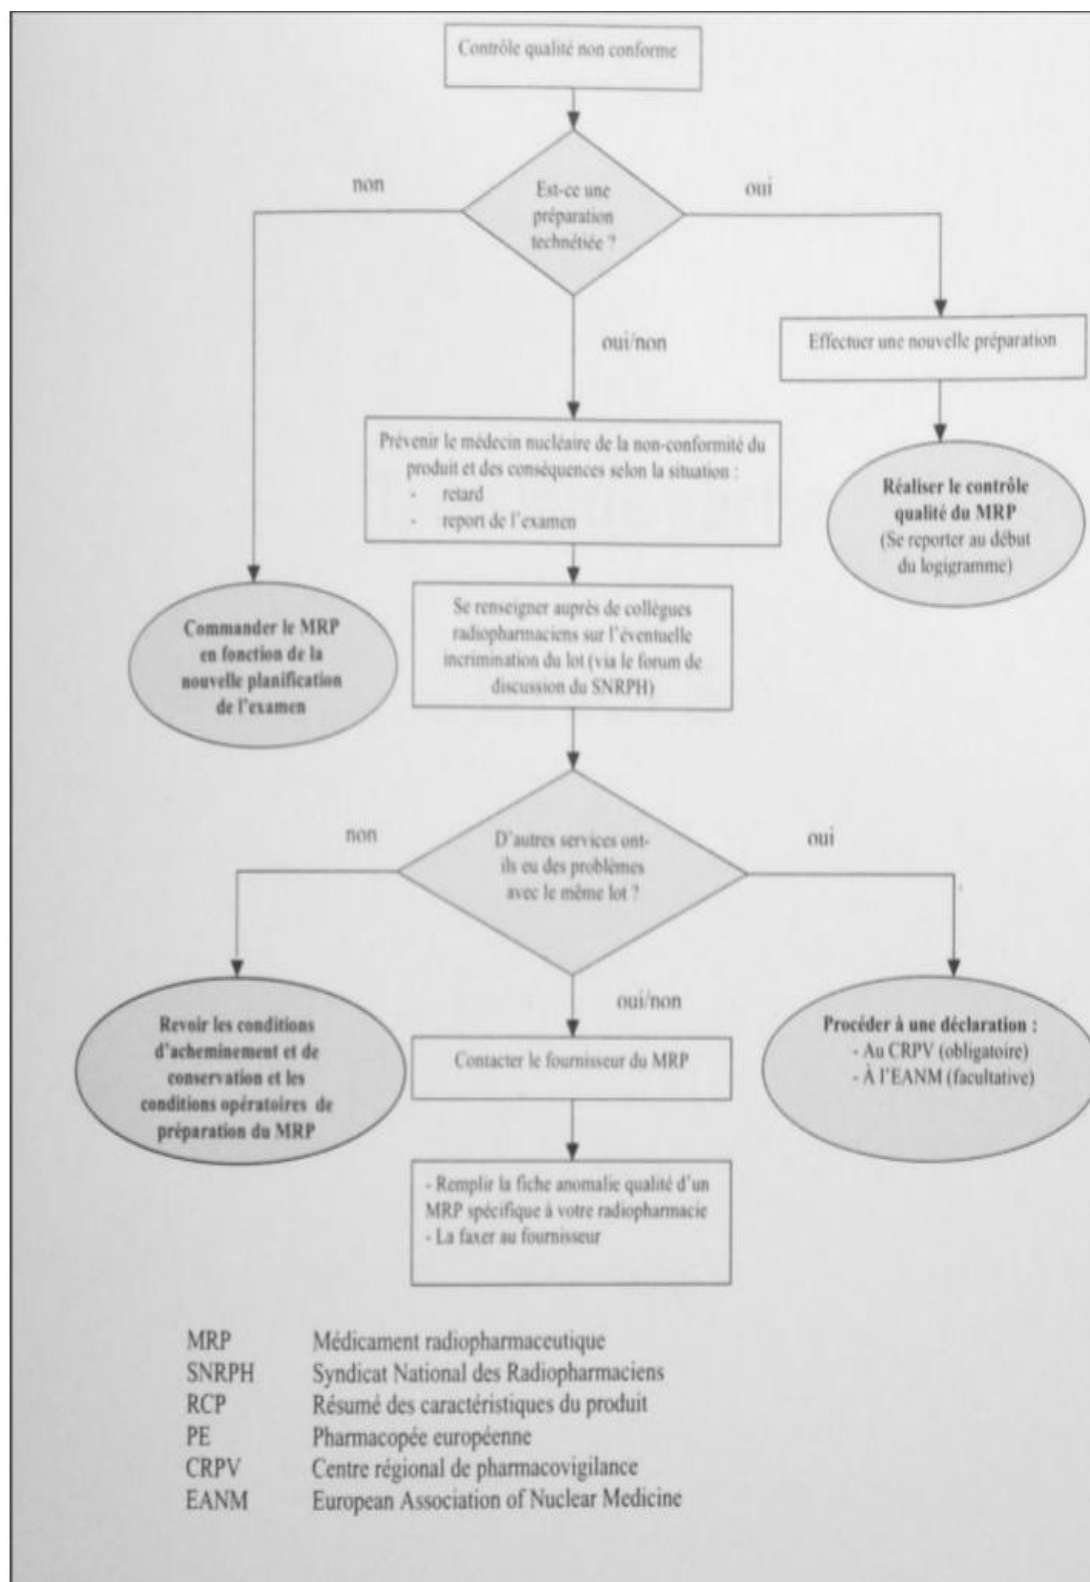 Contrôle qualité non conforme
non
Est-ce une
préparation
technétiée ?
oui
oui/non
Effectuer une nouvelle préparation
Prévenir le médecin nucléaire de la non-conformité du
produit et des conséquences selon la situation :
- retard
- report de l'examen
Réaliser le contrôle
qualité du MRP
(Se reporter au début
du logigramme)
Commander le MRP
en fonction de la
nouvelle planification
de l'examen
Se renseigner auprès de collègues
radiopharmaciens sur l'éventuelle
incrimination du lot (via le forum de
discussion du SNRPH)
non
D'autres services ont-
ils eu des problèmes
avec le même lot ?
oui
oui/non
Revoir les conditions
d'acheminement et de
conservation et les
conditions opératoires de
préparation du MRP
Contacter le fournisseur du MRP
Procéder à une déclaration :
- Au CRPV (obligatoire)
- À l'EANM (facultative)
- Remplir la fiche anomalie qualité d'un
MRP spécifique à votre radiopharmacie
- La faxer au fournisseur
MRP Médicament radiopharmaceutique
SNRPH Syndicat National des Radiopharmaciens
RCP Résumé des caractéristiques du produit
PE Pharmacopée européenne
CRPV Centre régional de pharmacovigilance
EANM European Association of Nuclear Medicine